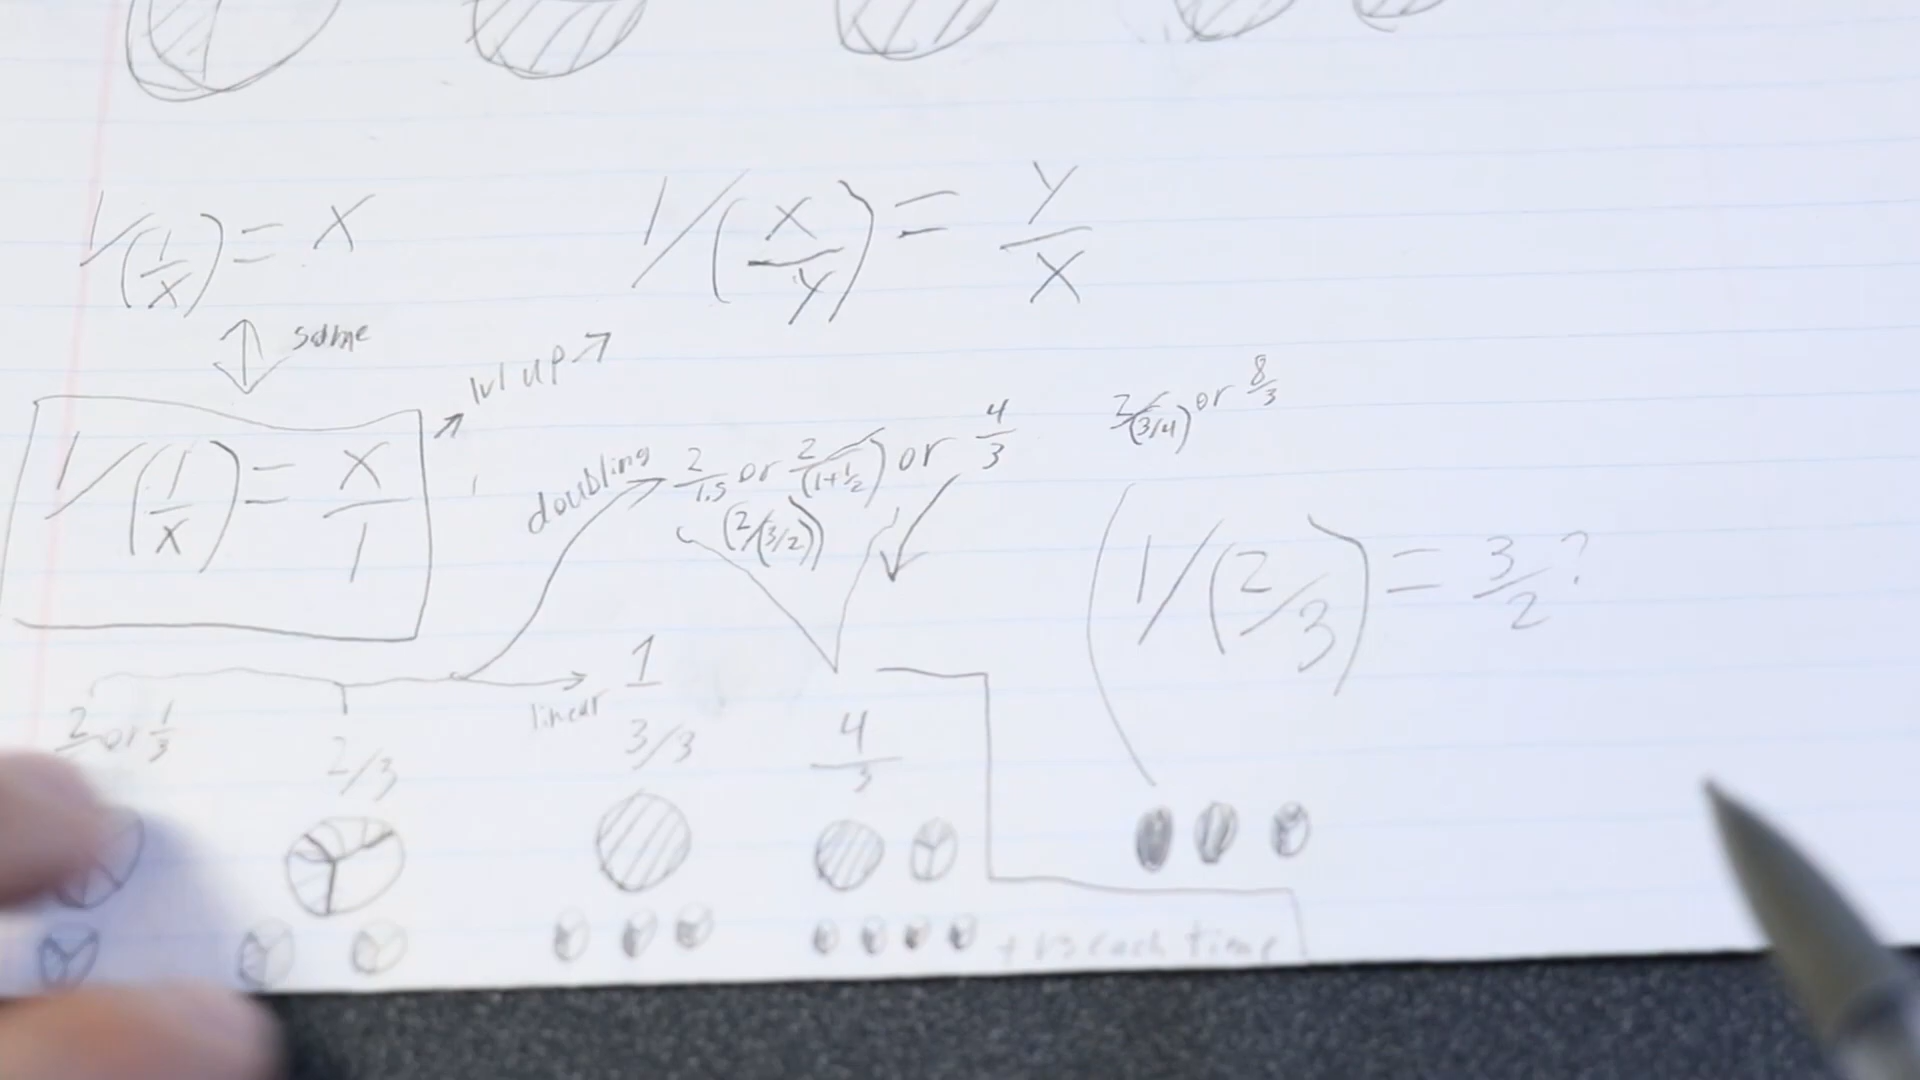 1/(1/x) = x
1/(x/y) = y/x
same
lvl up
1/(1/x) = x/1
doubling
2/1.5 or 2/(1+1/2) or 4/3
(2/(3/2))
2/(3/4) or 8/3
1/(2/3) = 3/2?
linear
or 1/3
2/3
1
3/3
4/3
each time